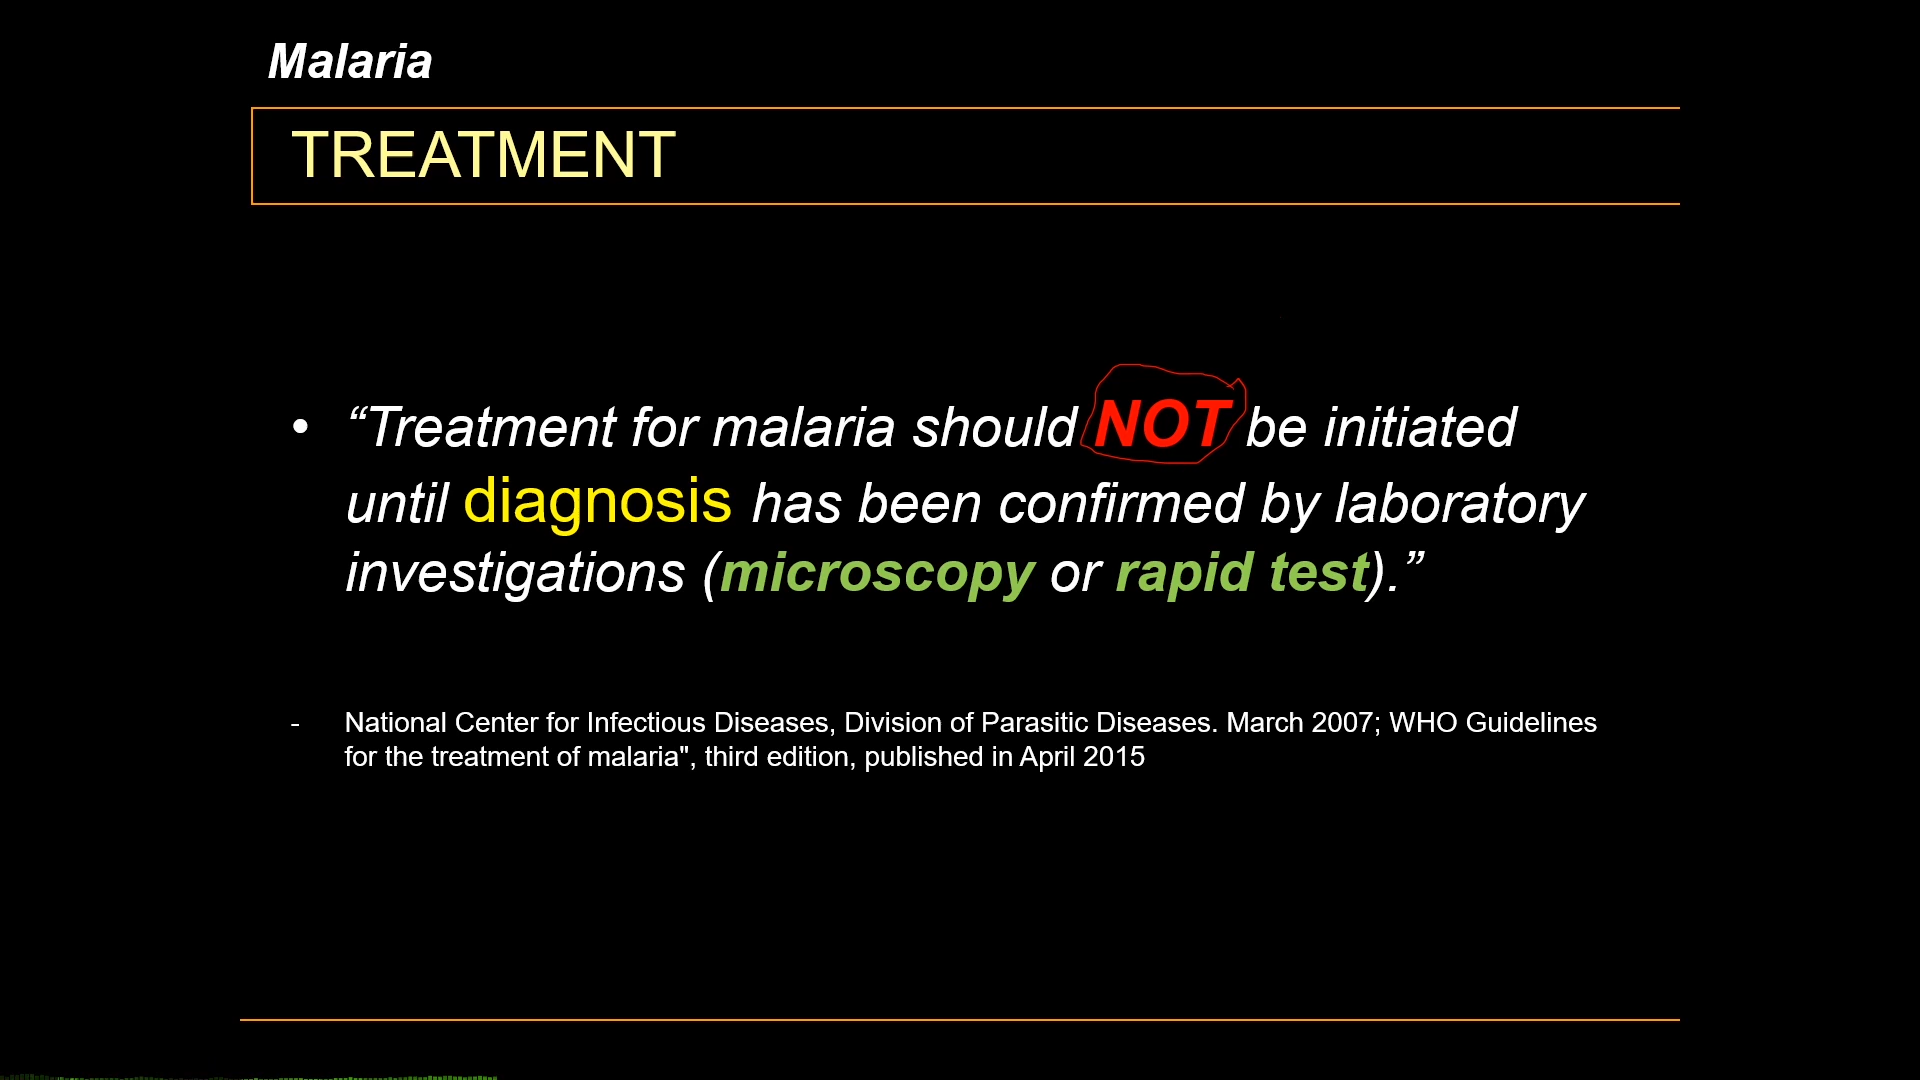 Malaria
TREATMENT
• “Treatment for malaria should NOT be initiated
until diagnosis has been confirmed by laboratory
investigations (microscopy or rapid test).”
- National Center for Infectious Diseases, Division of Parasitic Diseases. March 2007; WHO Guidelines
for the treatment of malaria", third edition, published in April 2015